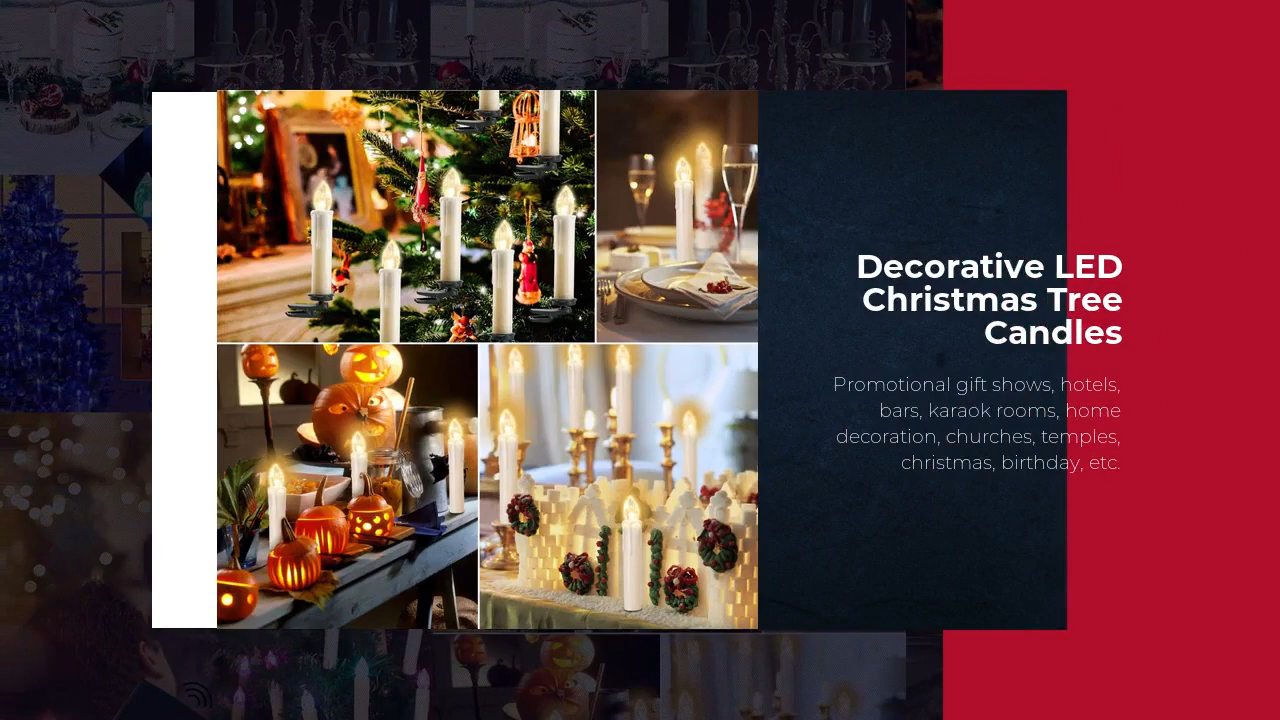 Decorative LED
Christmas Tree
Candles
Promotional gift shows, hotels,
bars, karaok rooms, home
decoration, churches, temples,
christmas, birthday, etc.